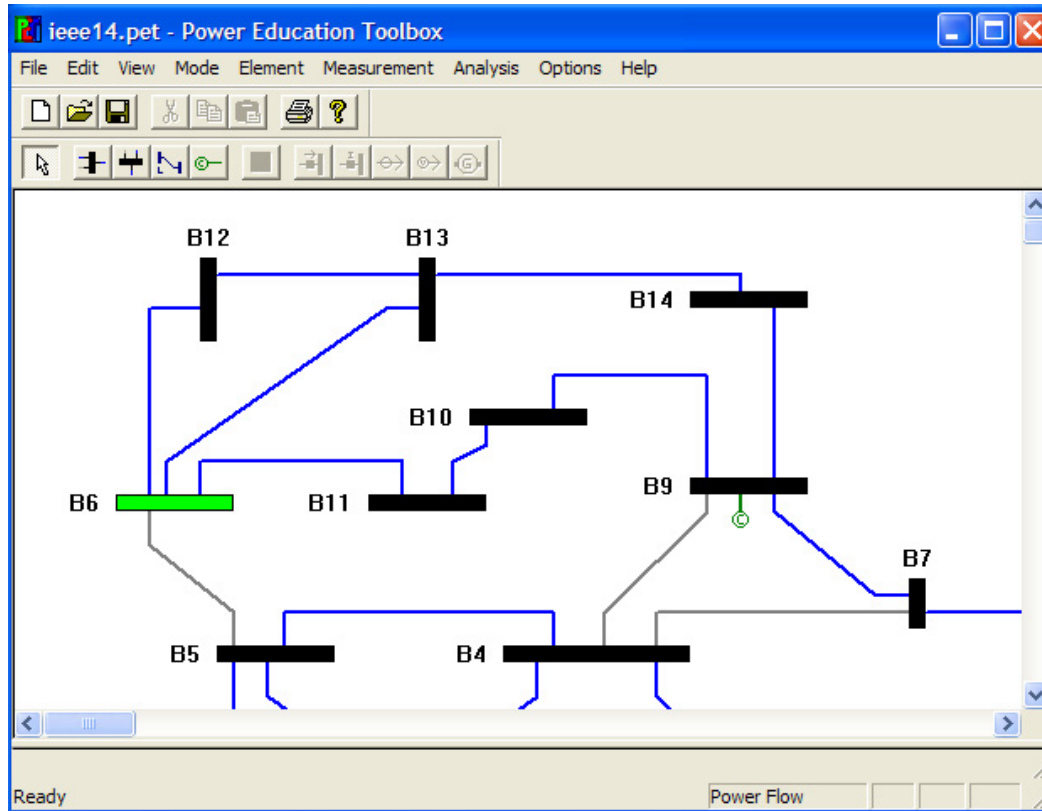 ieee14.pet - Power Education Toolbox
File Edit View Mode Element Measurement Analysis Options Help
B12 B13
B14
B10
B6 B11 B9
©
B7
B5 B4
Ready Power Flow